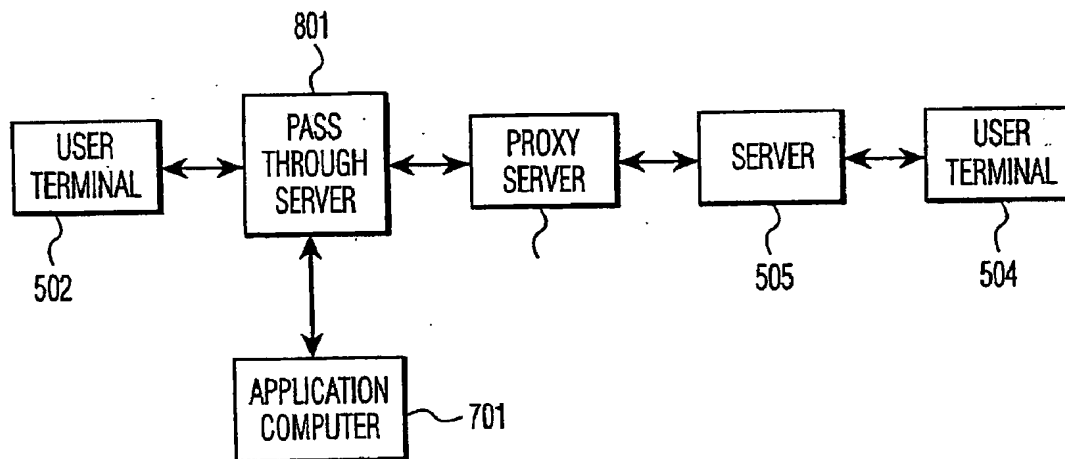 801
USER
TERMINAL
PASS
THROUGH
SERVER
PROXY
SERVER
SERVER
USER
TERMINAL
502
505
504
APPLICATION
COMPUTER
701